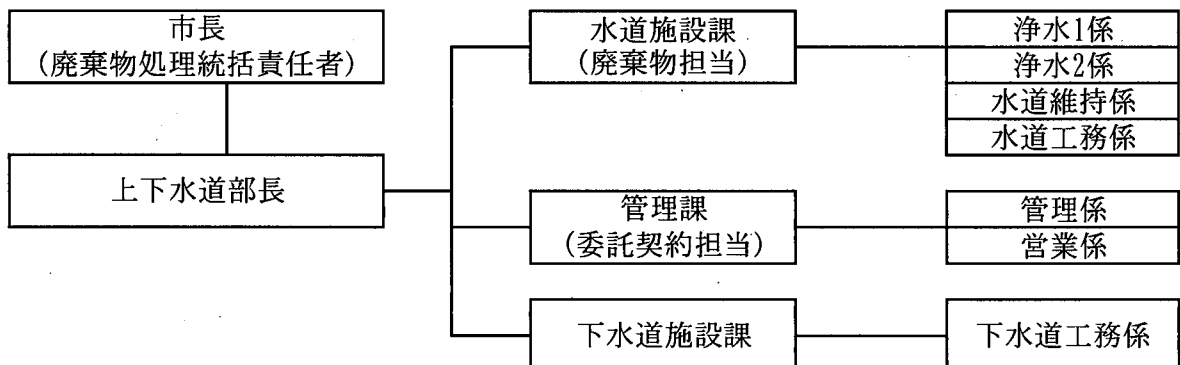 市長
(廃棄物処理統括責任者)
上下水道部長
水道施設課
(廃棄物担当)
浄水1係
浄水2係
水道維持係
水道工務係
管理課
(委託契約担当)
管理係
営業係
下水道施設課
下水道工務係